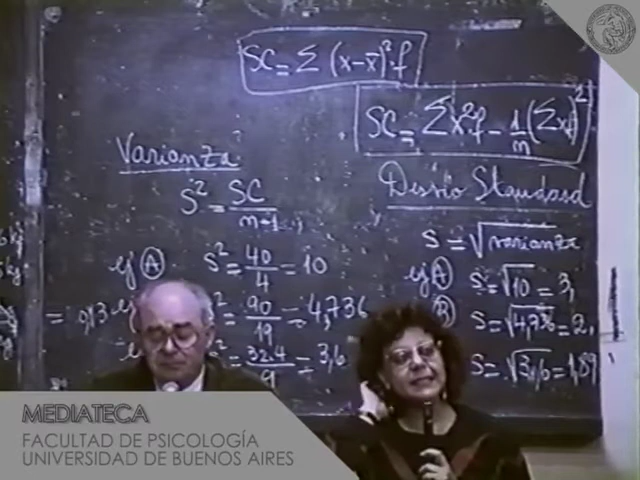 SC = Σ (x-x̄)²·f
SC = Σx²f - 1/n (Σxf)²
Varianza
S² = SC/n-1
Desvío Standard
S = √varianza
ej A S² = 40/4 = 10
ej A S = √10 = 3,
² = 90/19 = 4,736
B S = √4,736 = 2,
² = 32.4/9 = 3,6
S = √3,6 = 1,89
= 9,13
MEDIATECA
FACULTAD DE PSICOLOGÍA
UNIVERSIDAD DE BUENOS AIRES